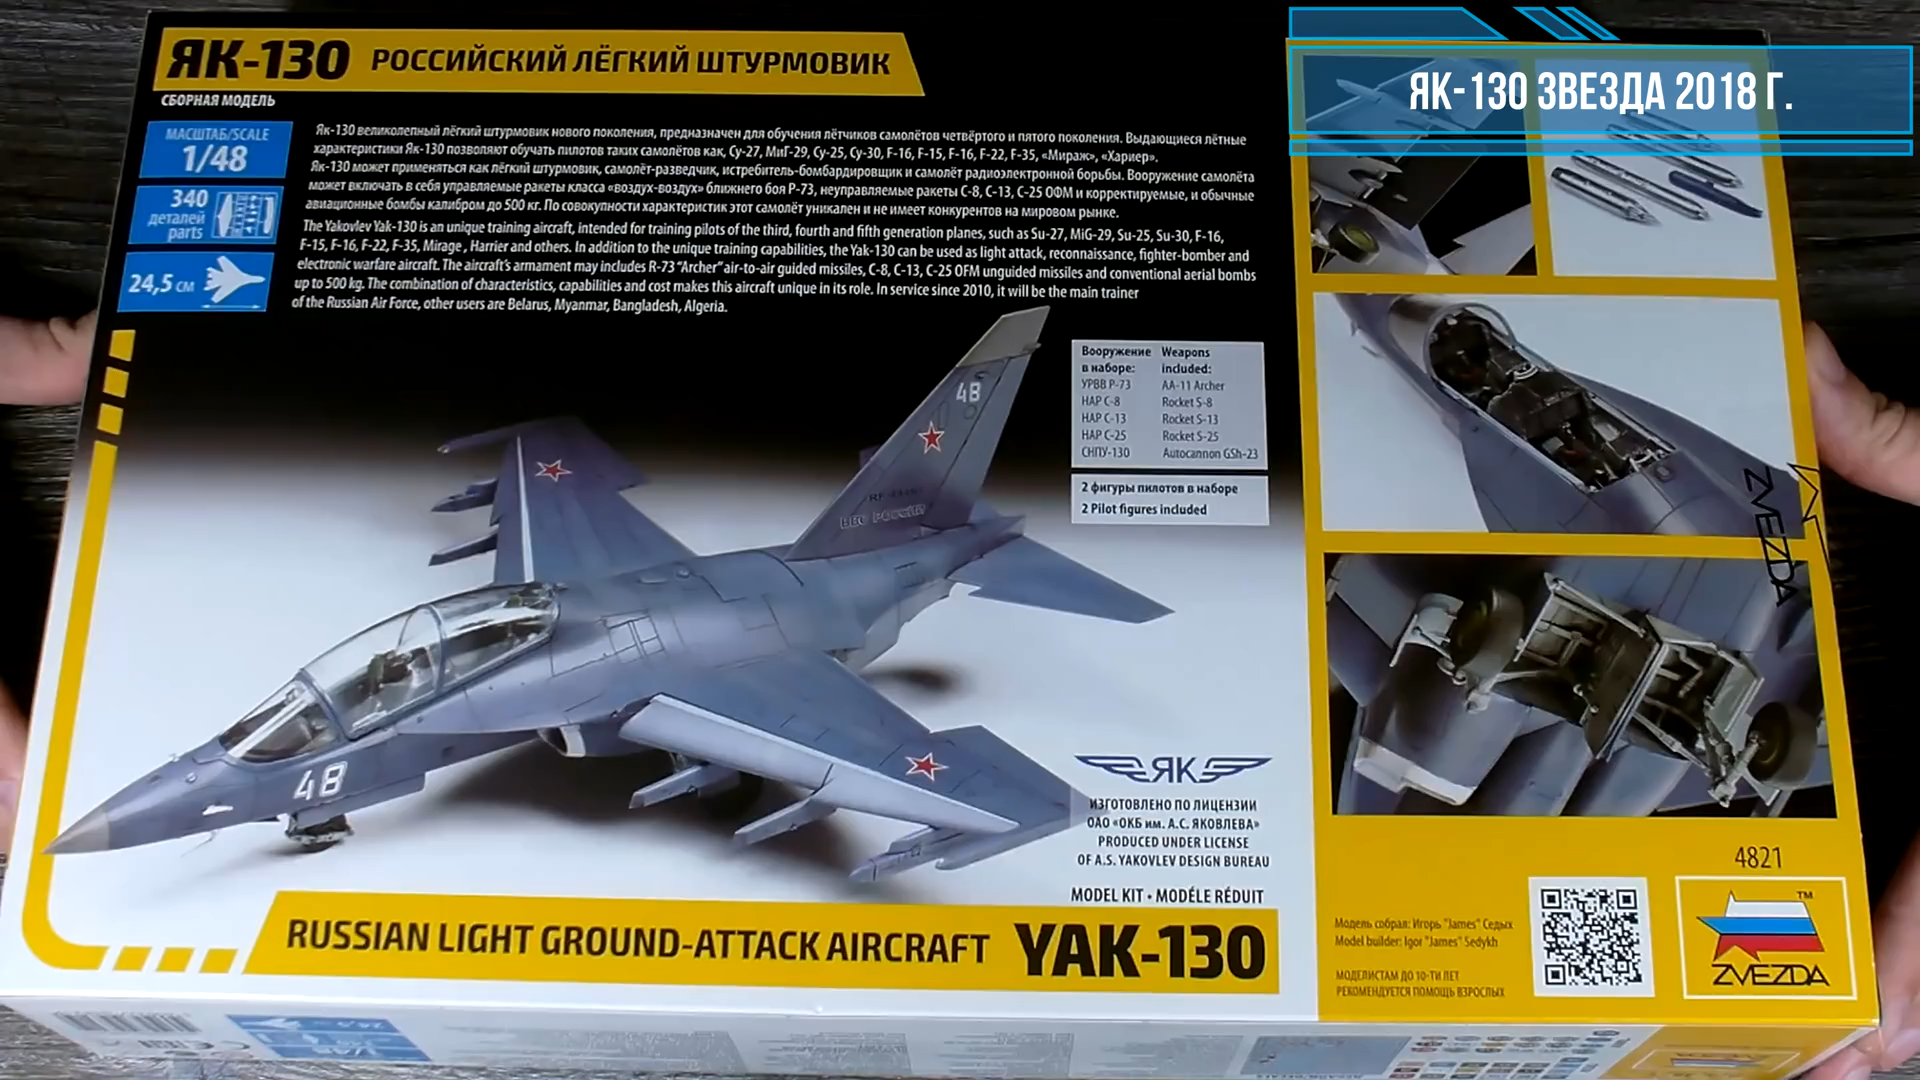 ЯК-130 РОССИЙСКИЙ ЛЁГКИЙ ШТУРМОВИК
СБОРНАЯ МОДЕЛЬ
ЯК-130 ЗВЕЗДА 2018 Г.
МАСШТАБ/SCALE
1/48
340
деталей
parts
24,5 см
Як-130 великолепный лёгкий штурмовик нового поколения, предназначен для обучения лётчиков самолётов четвёртого и пятого поколения. Выдающиеся лётные
характеристики Як-130 позволяют обучать пилотов таких самолётов как, Су-27, МиГ-29, Су-25, Су-30, F-16, F-15, F-16, F-22, F-35, «Мираж», «Хариер».
Як-130 может применяться как лёгкий штурмовик, самолёт-разведчик, истребитель-бомбардировщик и самолёт радиоэлектронной борьбы. Вооружение самолёта
может включать в себя управляемые ракеты класса «воздух-воздух» ближнего боя Р-73, неуправляемые ракеты С-8, С-13, С-25 ОФМ и корректируемые, и обычные
авиационные бомбы калибром до 500 кг. По совокупности характеристик этот самолёт уникален и не имеет конкурентов на мировом рынке.
The Yakovlev Yak-130 is an unique training aircraft, intended for training pilots of the third, fourth and fifth generation planes, such as Su-27, MiG-29, Su-25, Su-30, F-16,
F-15, F-16, F-22, F-35, Mirage , Harrier and others. In addition to the unique training capabilities, the Yak-130 can be used as light attack, reconnaissance, fighter-bomber and
electronic warfare aircraft. The aircraft's armament may includes R-73 "Archer" air-to-air guided missiles, C-8, C-13, C-25 OFM unguided missiles and conventional aerial bombs
up to 500 kg. The combination of characteristics, capabilities and cost makes this aircraft unique in its role. In service since 2010, it will be the main trainer
of the Russian Air Force, other users are Belarus, Myanmar, Bangladesh, Algeria.
Вооружение в наборе: Weapons included:
УРВВ Р-73 AA-11 Archer
НАР С-8 Rocket S-8
НАР С-13 Rocket S-13
НАР С-25 Rocket S-25
СНПУ-130 Autocannon GSh-23
2 фигуры пилотов в наборе
2 Pilot figures included
48
ВВС РОССИИ
48
ЯК
ИЗГОТОВЛЕНО ПО ЛИЦЕНЗИИ
ОАО «ОКБ им. А.С. ЯКОВЛЕВА»
PRODUCED UNDER LICENSE
OF A.S. YAKOVLEV DESIGN BUREAU
MODEL KIT • MODÉLE RÉDUIT
RUSSIAN LIGHT GROUND-ATTACK AIRCRAFT YAK-130
ZVEZDA
4821
Модель собрал: Игорь "James" Седых
Model builder: Igor "James" Sedykh
МОДЕЛИСТАМ ДО 10-ТИ ЛЕТ
РЕКОМЕНДУЕТСЯ ПОМОЩЬ ВЗРОСЛЫХ
TM
ZVEZDA